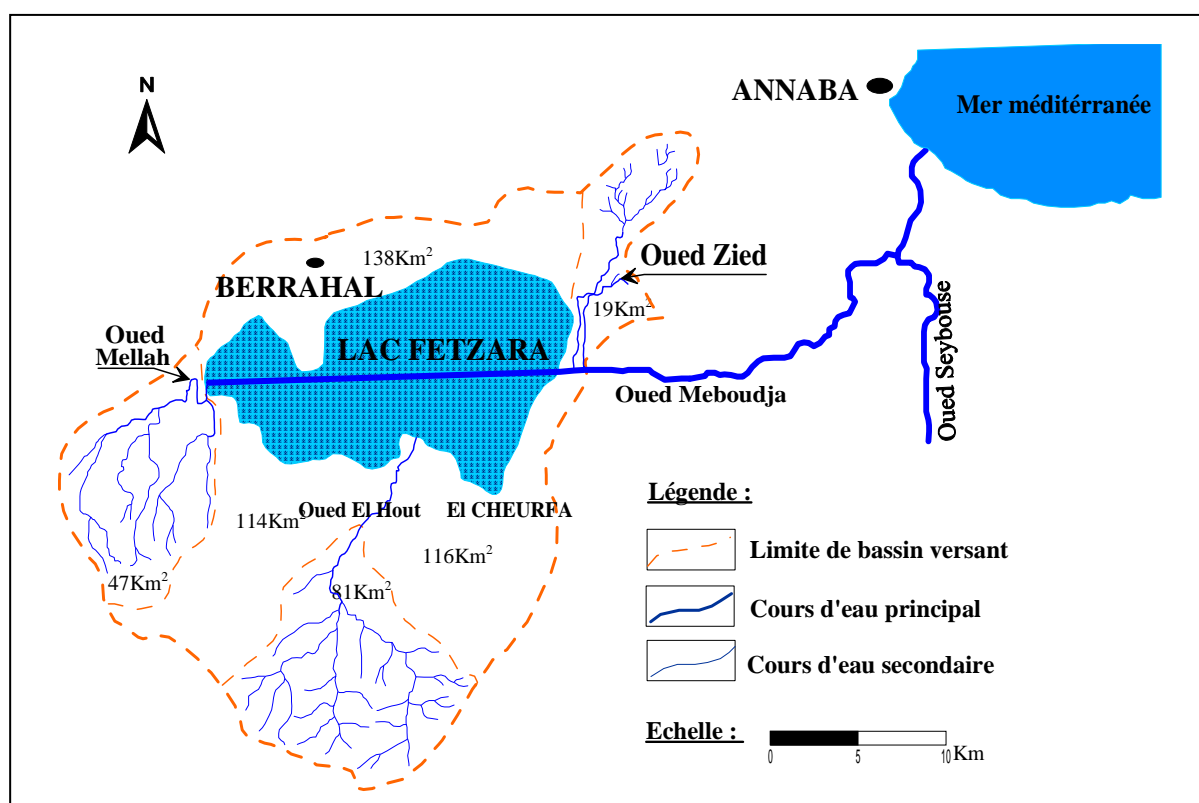 N
ANNABA
Mer méditérranée
138Km²
BERRAHAL
Oued Zied
19Km²
Oued
Mellah
LAC FETZARA
Oued Meboudja
Oued Seybouse
Oued El Hout
El CHEURFA
114Km²
116Km²
47Km²
81Km²
Légende :
Limite de bassin versant
Cours d'eau principal
Cours d'eau secondaire
Echelle :
0 5 10 Km